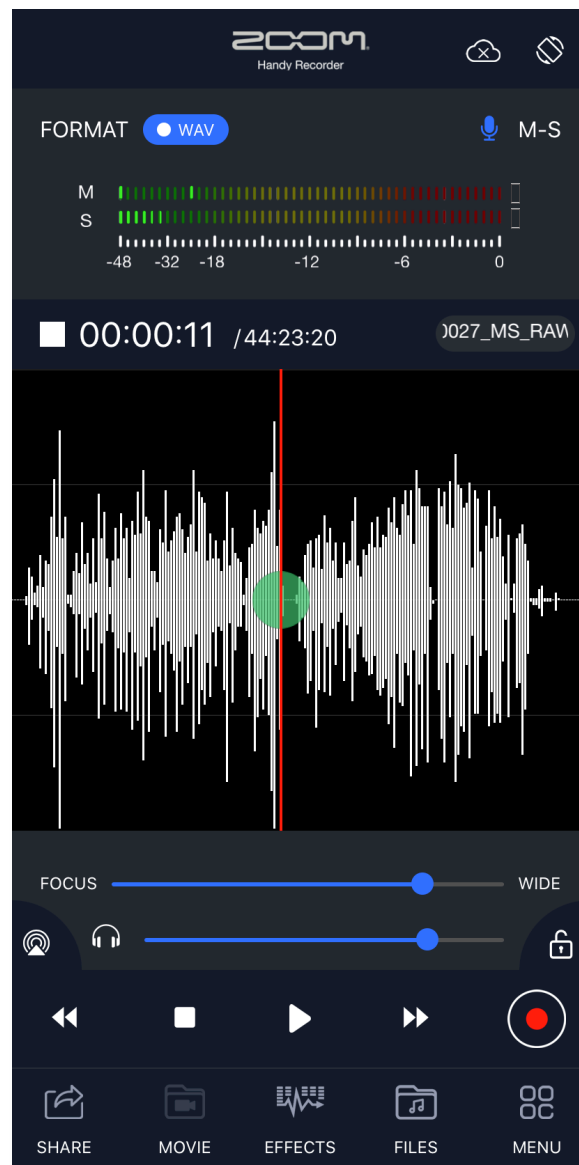 ZOOM
Handy Recorder
FORMAT WAV M-S
M
S
-48 -32 -18 -12 -6 0
00:00:11 /44:23:20 0027_MS_RAW
FOCUS WIDE
SHARE MOVIE EFFECTS FILES MENU